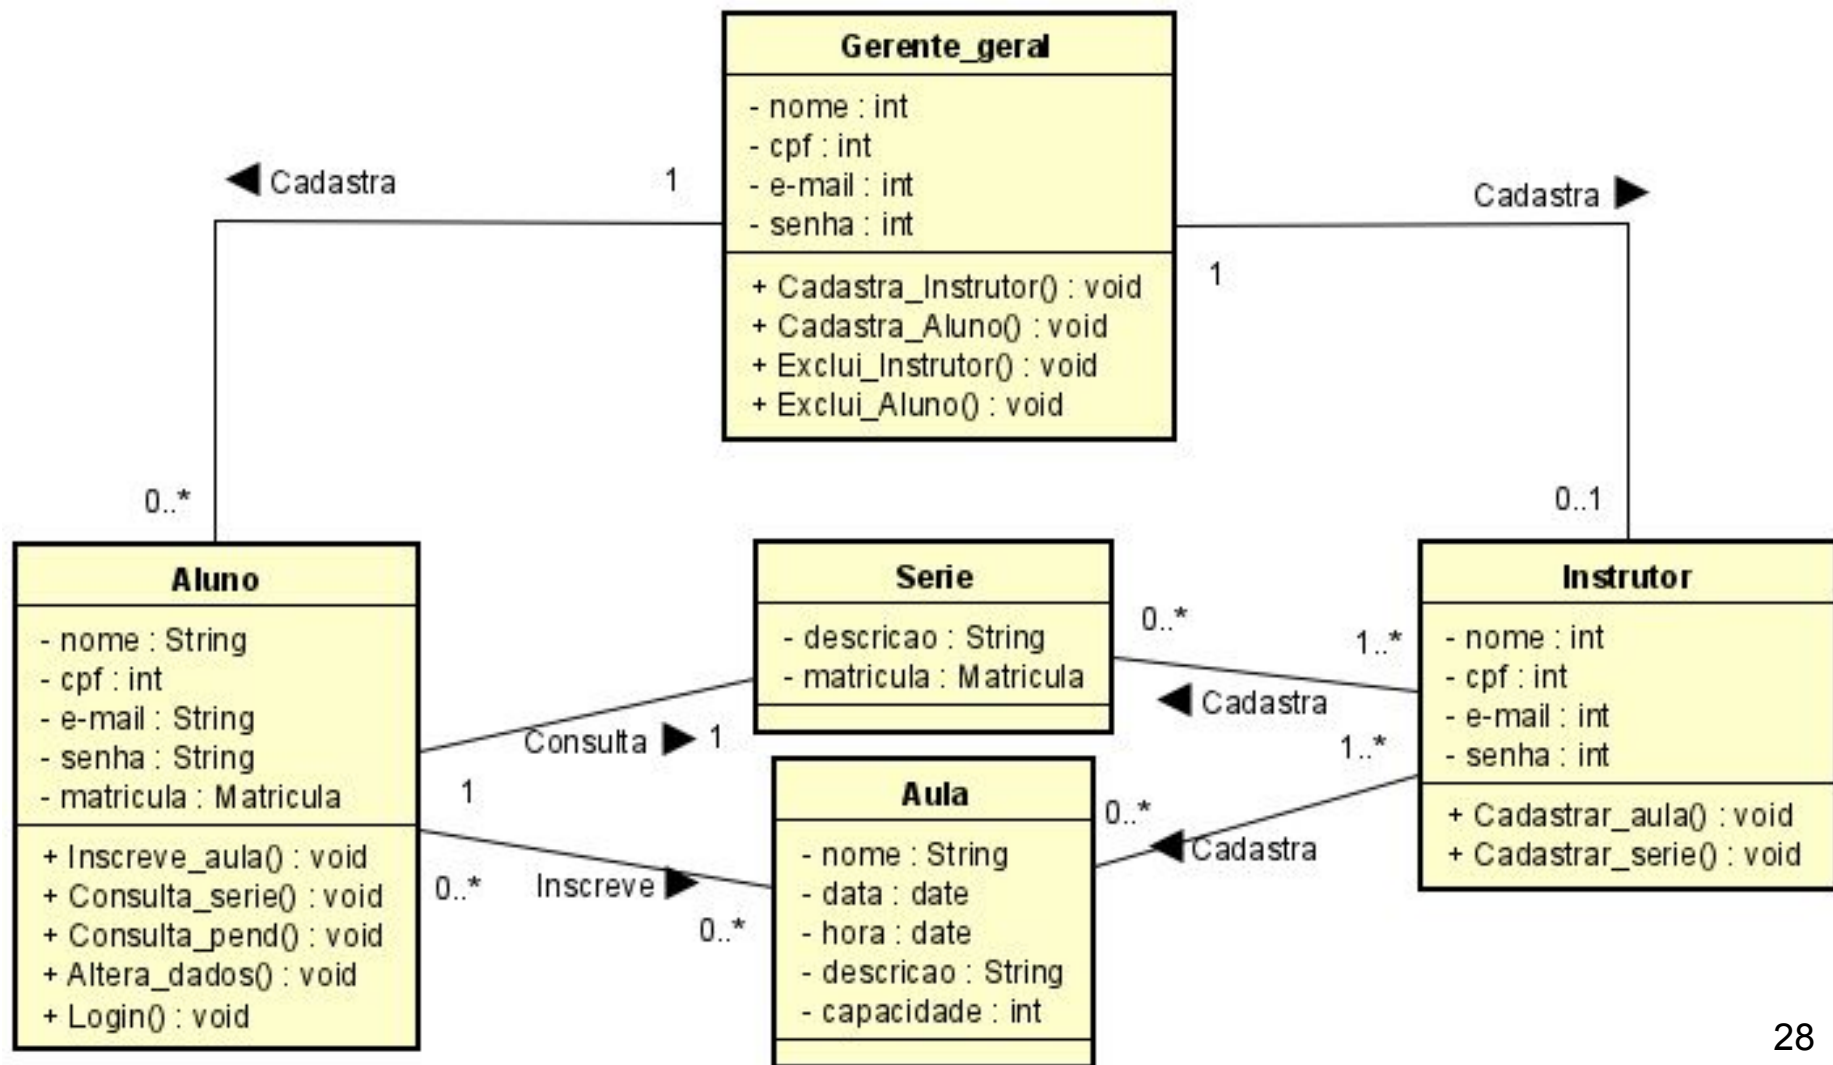 Gerente_geral
- nome : int
- cpf : int
- e-mail : int
- senha : int
+ Cadastra_Instrutor() : void
+ Cadastra_Aluno() : void
+ Exclui_Instrutor() : void
+ Exclui_Aluno() : void
◀ Cadastra
1
0..*
Cadastra ▶
1
0..1
Aluno
- nome : String
- cpf : int
- e-mail : String
- senha : String
- matricula : Matricula
+ Inscreve_aula() : void
+ Consulta_serie() : void
+ Consulta_pend() : void
+ Altera_dados() : void
+ Login() : void
Serie
- descricao : String
- matricula : Matricula
Consulta ▶ 1
1
0..*
1..*
◀ Cadastra
Instrutor
- nome : int
- cpf : int
- e-mail : int
- senha : int
+ Cadastrar_aula() : void
+ Cadastrar_serie() : void
1..*
0..*
◀ Cadastra
Aula
- nome : String
- data : date
- hora : date
- descricao : String
- capacidade : int
0..*
Inscreve ▶
0..*
28